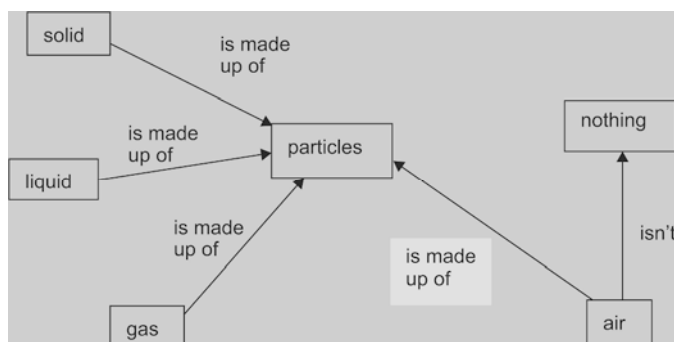 solid
is made
up of
is made
up of
particles
nothing
liquid
is made
up of
isn't
is made
up of
gas
air